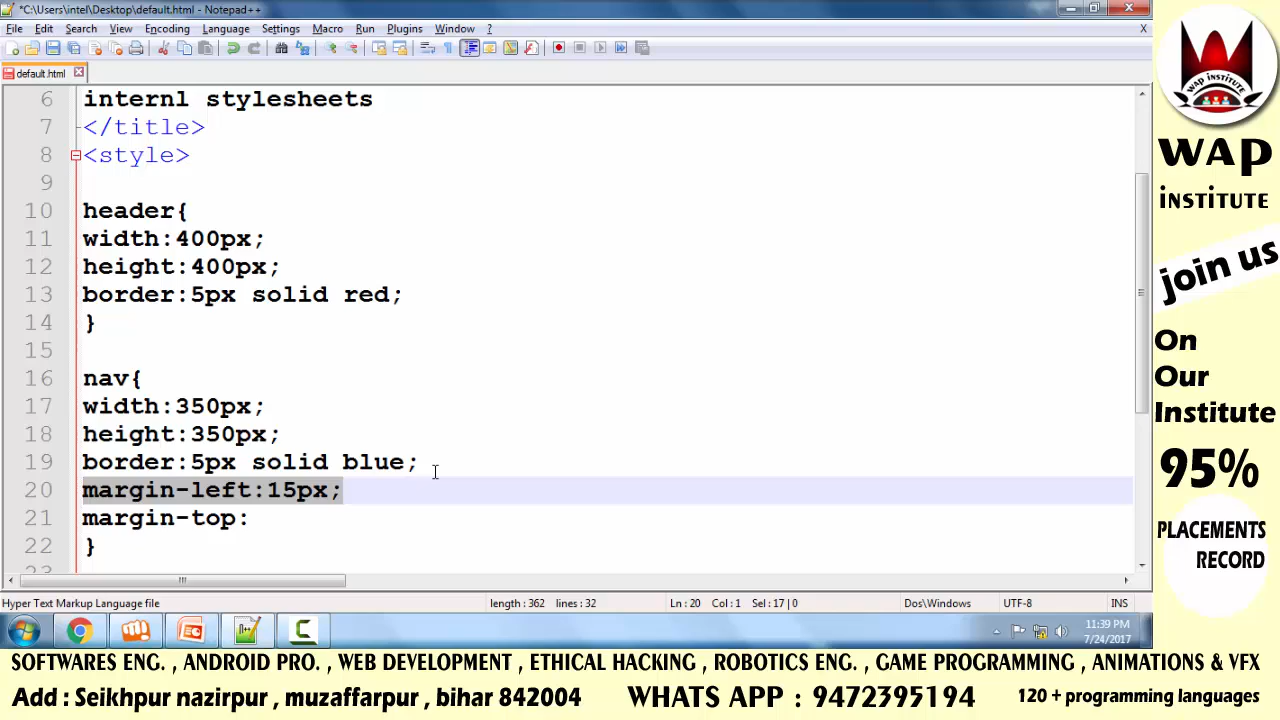 *C:\Users\intel\Desktop\default.html - Notepad++
File Edit Search View Encoding Language Settings Macro Run Plugins Window ? X
default.html
6 internl stylesheets
7 </title>
8 <style>
9
10 header{
11 width:400px;
12 height:400px;
13 border:5px solid red;
14 }
15
16 nav{
17 width:350px;
18 height:350px;
19 border:5px solid blue;
20 margin-left:15px;
21 margin-top:
22 }
23
Hyper Text Markup Language file length : 362 lines : 32 Ln : 20 Col : 1 Sel : 17 | 0 Dos\Windows UTF-8 INS
11:39 PM
7/24/2017
wap institute
WAP
INSTITUTE
join us
On
Our
Institute
95%
PLACEMENTS
RECORD
SOFTWARES ENG. , ANDROID PRO. , WEB DEVELOPMENT , ETHICAL HACKING , ROBOTICS ENG. , GAME PROGRAMMING , ANIMATIONS & VFX
Add : Seikhpur nazirpur , muzaffarpur , bihar 842004 WHATS APP : 9472395194 120 + programming languages